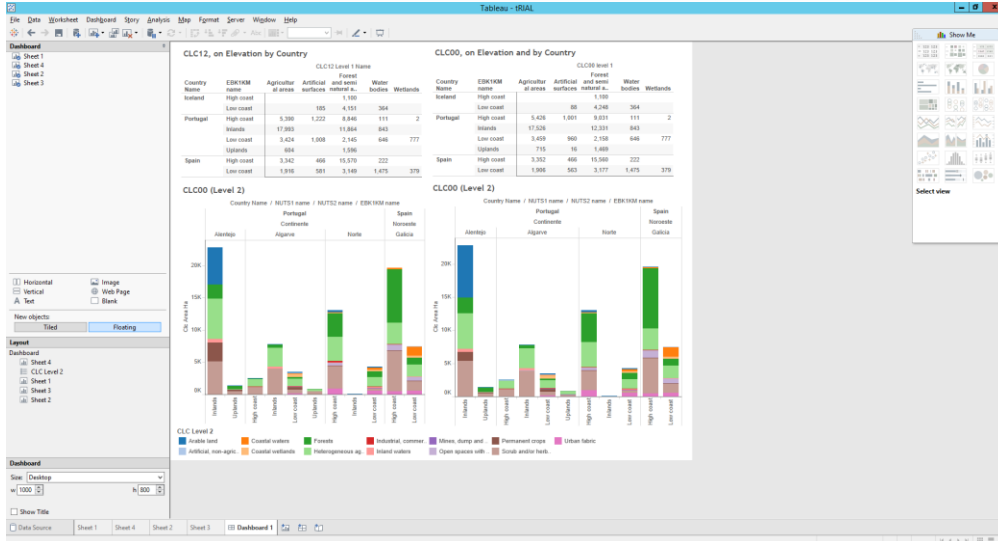 Tableau - tRIAL
File Data Worksheet Dashboard Story Analysis Map Format Server Window Help
Dashboard
Sheet 1
Sheet 4
Sheet 2
Sheet 3
Horizontal Image
Vertical Web Page
A Text Blank
New objects:
Tiled Floating
Layout
Dashboard
Sheet 4
CLC Level 2
Sheet 1
Sheet 3
Sheet 2
Dashboard
Size: Desktop
w 1000 h 800
Show Title
CLC12, on Elevation by Country
CLC12 Level 1 Name
Country Name EBK1KM name Agricultur al areas Artificial surfaces Forest and semi natural a.. Water bodies Wetlands
Iceland High coast 1,180
Low coast 185 4,151 364
Portugal High coast 5,390 1,222 8,846 111 2
Inlands 17,903 11,864 843
Low coast 3,424 1,008 2,145 646 777
Uplands 604 1,596
Spain High coast 3,342 466 15,570 222
Low coast 1,916 581 3,149 1,475 379
CLC00, on Elevation and by Country
CLC00 level 1
Country Name EBK1KM name Agricultur al areas Artificial surfaces Forest and semi natural a.. Water bodies Wetlands
Iceland High coast 1,180
Low coast 88 4,248 364
Portugal High coast 5,426 1,001 9,031 111 2
Inlands 17,526 12,331 843
Low coast 3,459 960 2,158 646 777
Uplands 715 16 1,469
Spain High coast 3,352 466 15,560 222
Low coast 1,906 563 3,177 1,475 379
CLC00 (Level 2)
Country Name / NUTS1 name / NUTS2 name / EBK1KM name
Portugal Spain
Continente Noroeste
Alentejo Algarve Norte Galicia
20K
15K
10K
5K
0K
Clc Area Ha
Inlands Uplands High coast Inlands Low coast Uplands High coast Inlands Low coast High coast Low coast
CLC00 (Level 2)
Country Name / NUTS1 name / NUTS2 name / EBK1KM name
Portugal Spain
Continente Noroeste
Alentejo Algarve Norte Galicia
20K
15K
10K
5K
0K
Clc Area Ha
Inlands Uplands High coast Inlands Low coast Uplands High coast Inlands Low coast High coast Low coast
CLC Level 2
Arable land Coastal waters Forests Industrial, commer.. Mines, dump and .. Permanent crops Urban fabric
Artificial, non-agric.. Coastal wetlands Heterogeneous ag.. Inland waters Open spaces with .. Scrub and/or herb..
Show Me
Select view
Data Source Sheet 1 Sheet 4 Sheet 2 Sheet 3 Dashboard 1